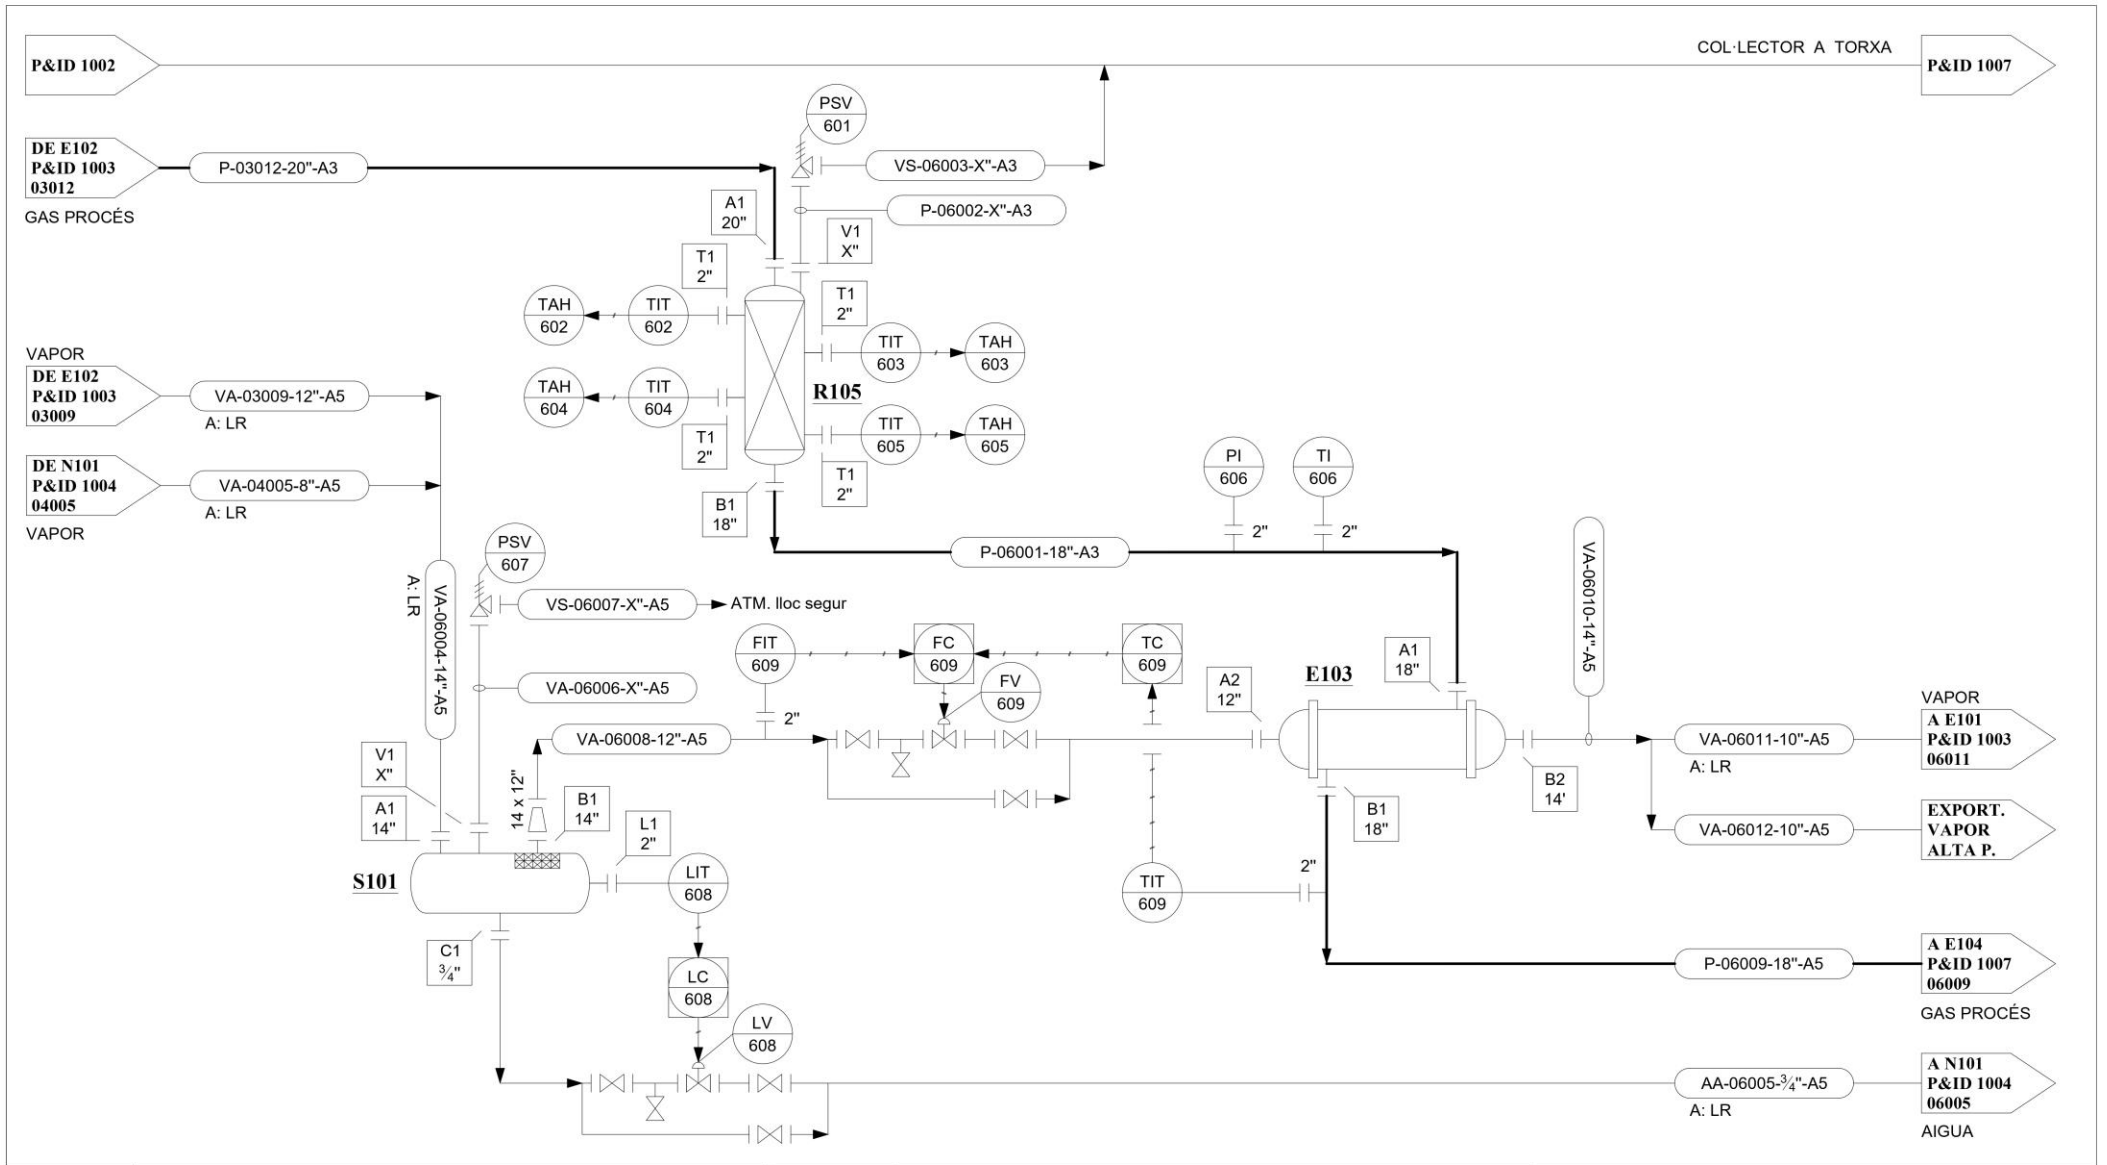 P&ID 1002
COL·LECTOR A TORXA
P&ID 1007
PSV
601
DE E102
P&ID 1003
03012
GAS PROCÉS
P-03012-20"-A3
VS-06003-X"-A3
P-06002-X"-A3
A1
20"
V1
X"
T1
2"
T1
2"
TAH
602
TIT
602
TIT
603
TAH
603
R105
TAH
604
TIT
604
TIT
605
TAH
605
T1
2"
T1
2"
B1
18"
VAPOR
DE E102
P&ID 1003
03009
VA-03009-12"-A5
A: LR
DE N101
P&ID 1004
04005
VAPOR
VA-04005-8"-A5
A: LR
PI
606
2"
TI
606
2"
P-06001-18"-A3
PSV
607
VS-06007-X"-A5
ATM. lloc segur
A: LR
VA-06004-14"-A5
VA-06006-X"-A5
FIT
609
2"
FC
609
TC
609
FV
609
VA-06008-12"-A5
14 x 12"
V1
X"
A1
14"
B1
14"
L1
2"
S101
LIT
608
C1
¾"
LC
608
LV
608
A2
12"
E103
A1
18"
VA-06010-14"-A5
B2
14'
B1
18"
2"
TIT
609
VA-06011-10"-A5
A: LR
VAPOR
A E101
P&ID 1003
06011
VA-06012-10"-A5
EXPORT.
VAPOR
ALTA P.
P-06009-18"-A5
A E104
P&ID 1007
06009
GAS PROCÉS
AA-06005-¾"-A5
A: LR
A N101
P&ID 1004
06005
AIGUA